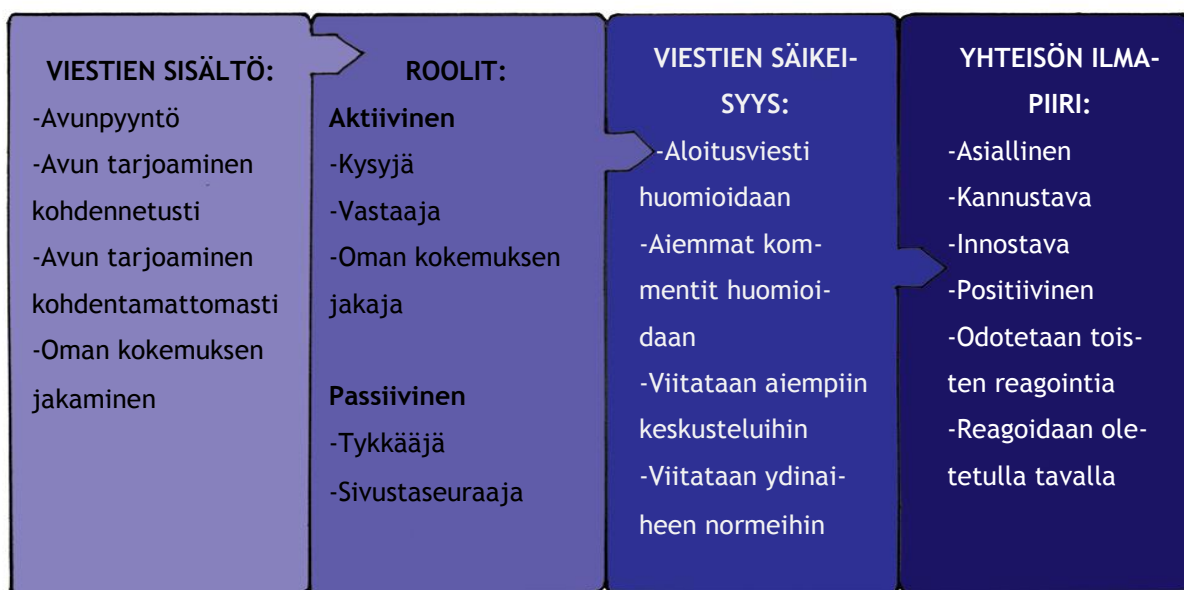 VIESTIEN SISÄLTÖ:
-Avunpyyntö
-Avun tarjoaminen
kohdennetusti
-Avun tarjoaminen
kohdentamattomasti
-Oman kokemuksen
jakaminen
ROOLIT:
Aktiivinen
-Kysyjä
-Vastaaja
-Oman kokemuksen
jakaja
Passiivinen
-Tykkääjä
-Sivustaseuraaja
VIESTIEN SÄIKEI-
SYYS:
-Aloitusviesti
huomioidaan
-Aiemmat kom-
mentit huomioi-
daan
-Viitataan aiempiin
keskusteluihin
-Viitataan ydinai-
heen normeihin
YHTEISÖN ILMA-
PIIRI:
-Asiallinen
-Kannustava
-Innostava
-Positiivinen
-Odotetaan tois-
ten reagointia
-Reagoidaan ole-
tetulla tavalla